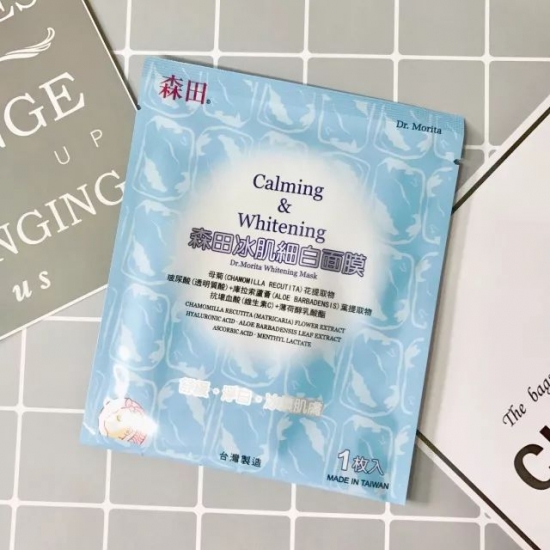 森田®
Dr. Morita
Calming
&
Whitening
森田冰肌細白面膜
Dr.Morita Whitening Mask
母菊(CHAMOMILLA RECUTITA)花提取物
玻尿酸(透明質酸)+庫拉索蘆薈(ALOE BARBADENSIS)葉提取物
抗壞血酸(維生素C)+薄荷醇乳酸酯
CHAMOMILLA RECUTITA (MATRICARIA) FLOWER EXTRACT
HYALURONIC ACID · ALOE BARBADENSIS LEAF EXTRACT
ASCORBIC ACID · MENTHYL LACTATE
1枚入
台灣製造
MADE IN TAIWAN
NGE
UP
NGING
us
The bag